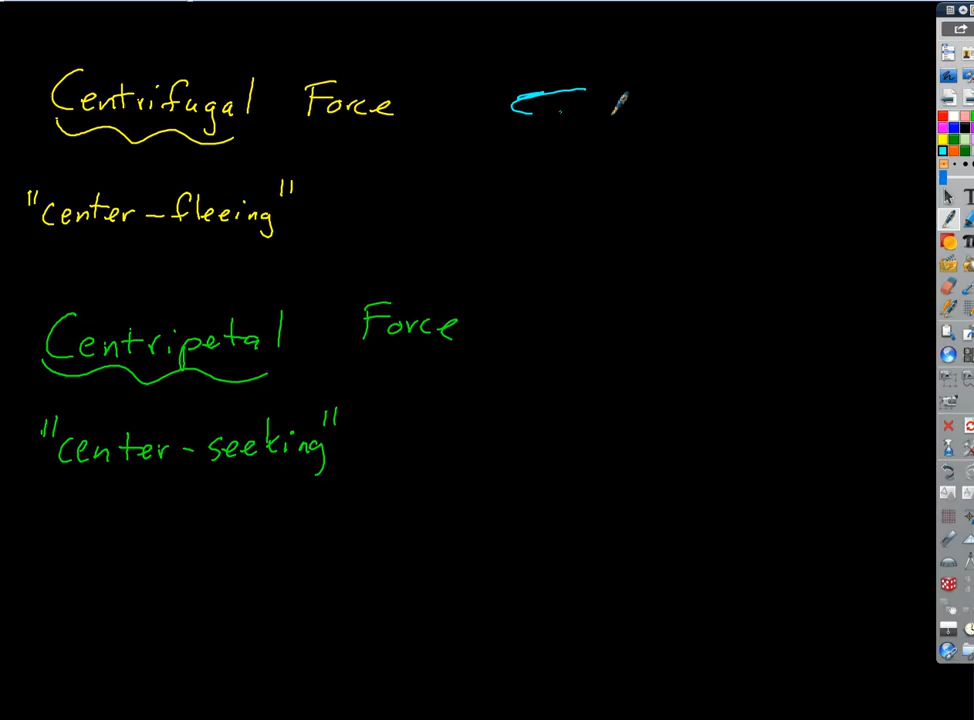 Centrifugal Force
"center-fleeing"
Centripetal Force
"center-seeking"